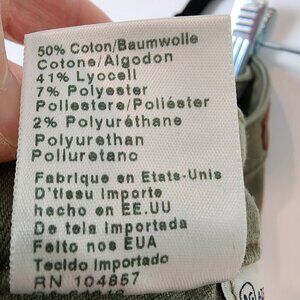 50% Coton/Baumwolle
Cotone/Algodon
41% Lyocell
7% Polyester
Poliestere/Poliéster
2% Polyuréthane
Polyurethan
Poliuretano
Fabrique en Etats-Unis
D'tissu Importe
hecho en EE.UU
De tela Importada
Feito nos EUA
Tecido Importado
RN 104857